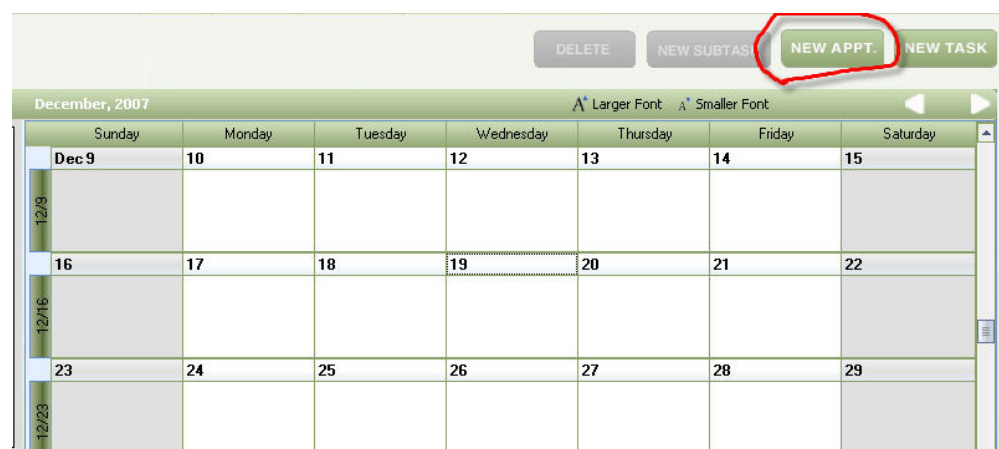 DELETE NEW SUBTASK NEW APPT. NEW TASK
December, 2007 A Larger Font A Smaller Font
Sunday Monday Tuesday Wednesday Thursday Friday Saturday
Dec 9 10 11 12 13 14 15
12/9
16 17 18 19 20 21 22
12/16
23 24 25 26 27 28 29
12/23